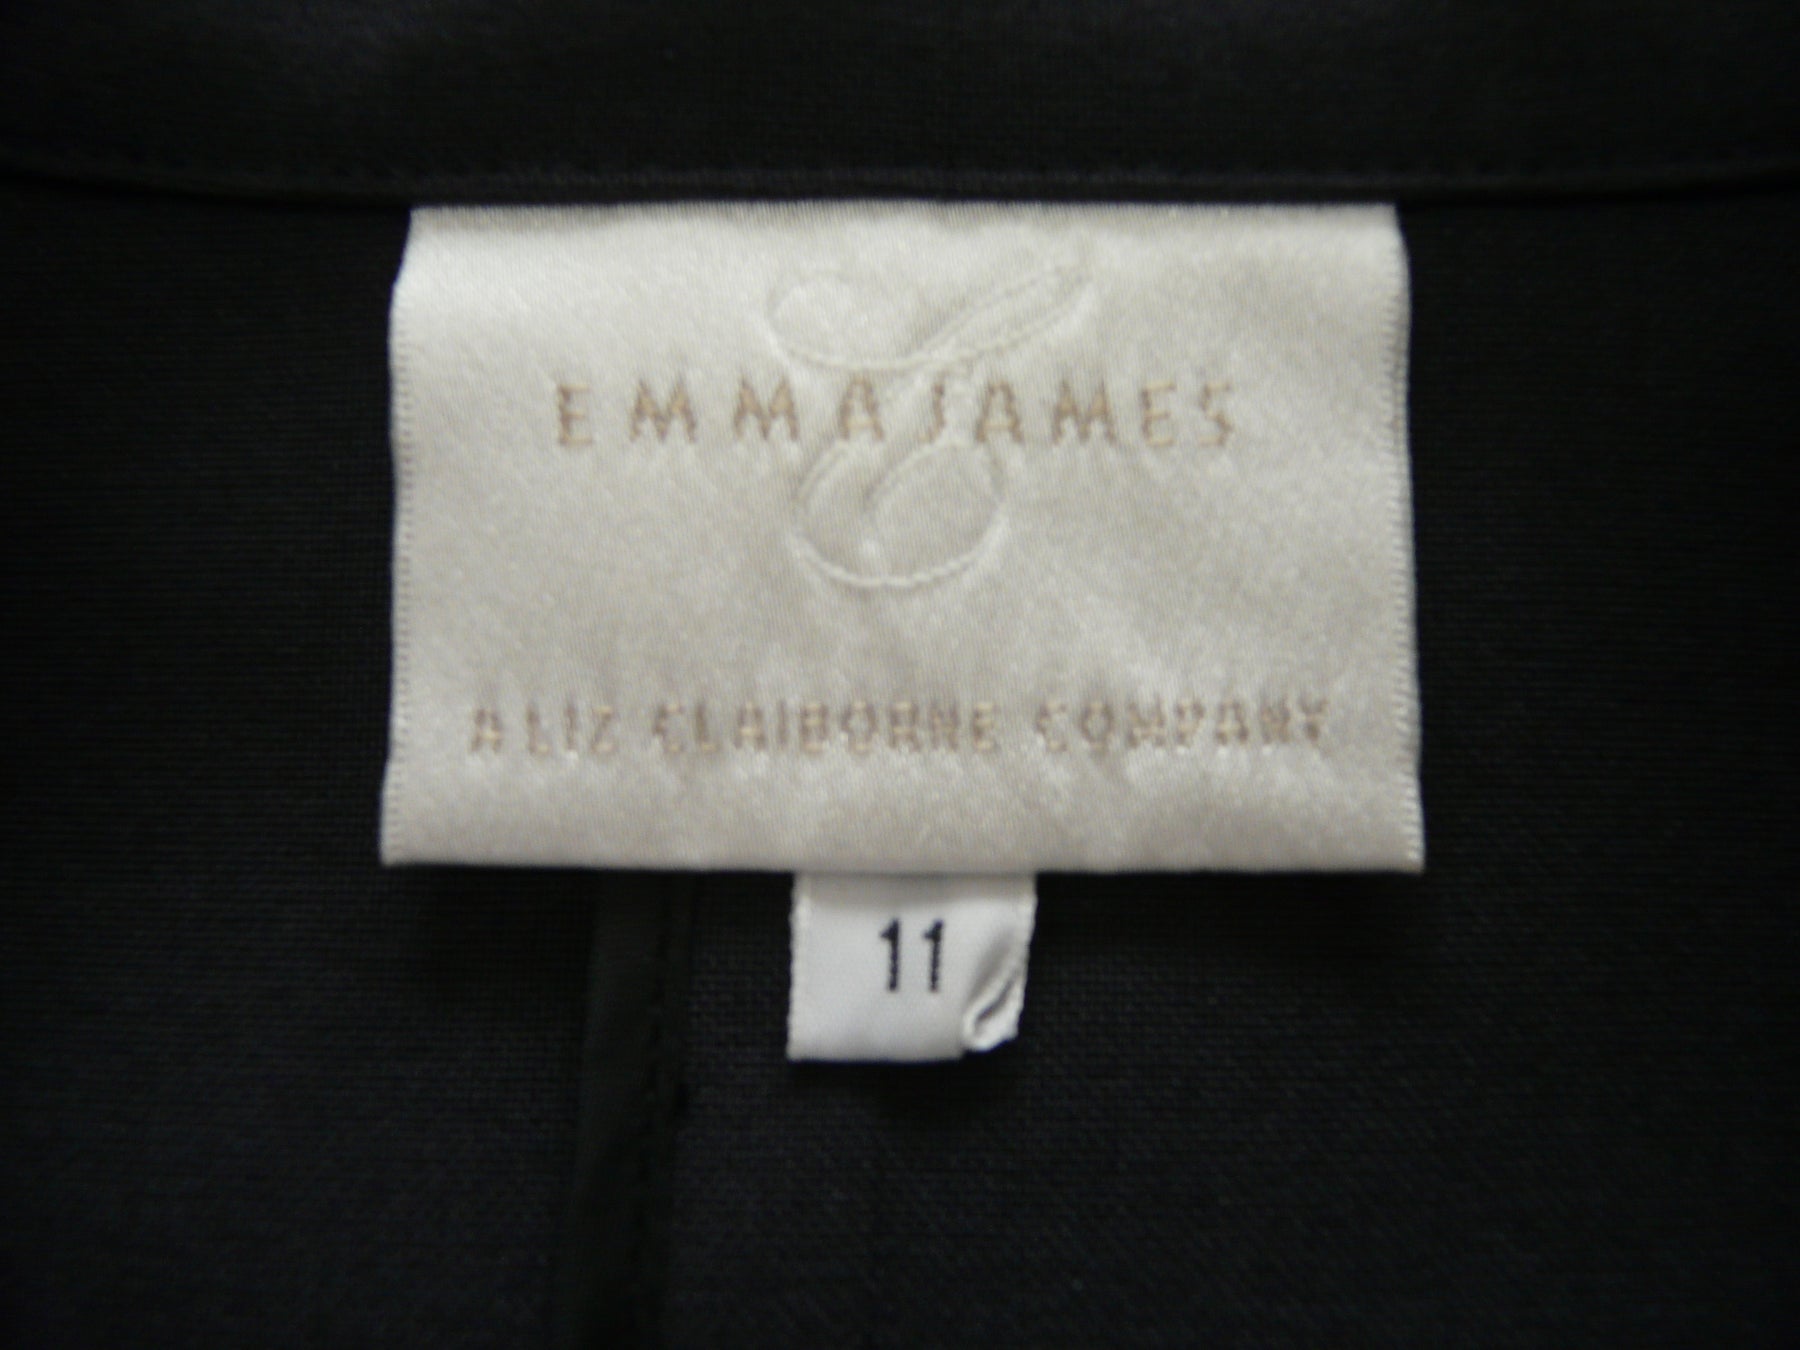 EMMAJAMES
A LIZ CLAIBORNE COMPANY
11